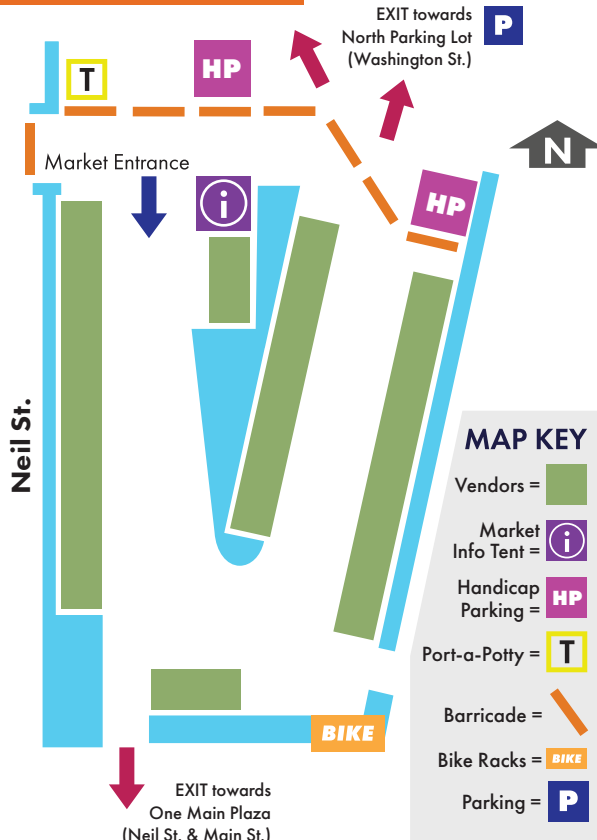 EXIT towards
North Parking Lot
(Washington St.)
P
T
HP
N
Market Entrance
i
HP
Neil St.
MAP KEY
Vendors =
Market
Info Tent =
i
Handicap
Parking =
HP
Port-a-Potty =
T
Barricade =
Bike Racks =
BIKE
Parking =
P
BIKE
EXIT towards
One Main Plaza
(Neil St. & Main St.)